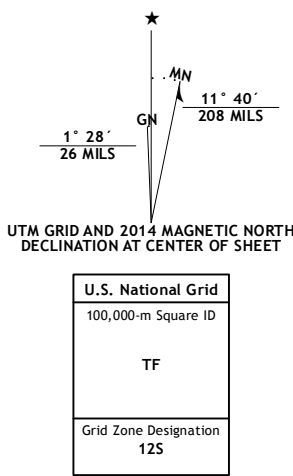 ★
MN
GN
11° 40´
208 MILS
1° 28´
26 MILS
UTM GRID AND 2014 MAGNETIC NORTH
DECLINATION AT CENTER OF SHEET
U.S. National Grid
100,000-m Square ID
TF
Grid Zone Designation
12S